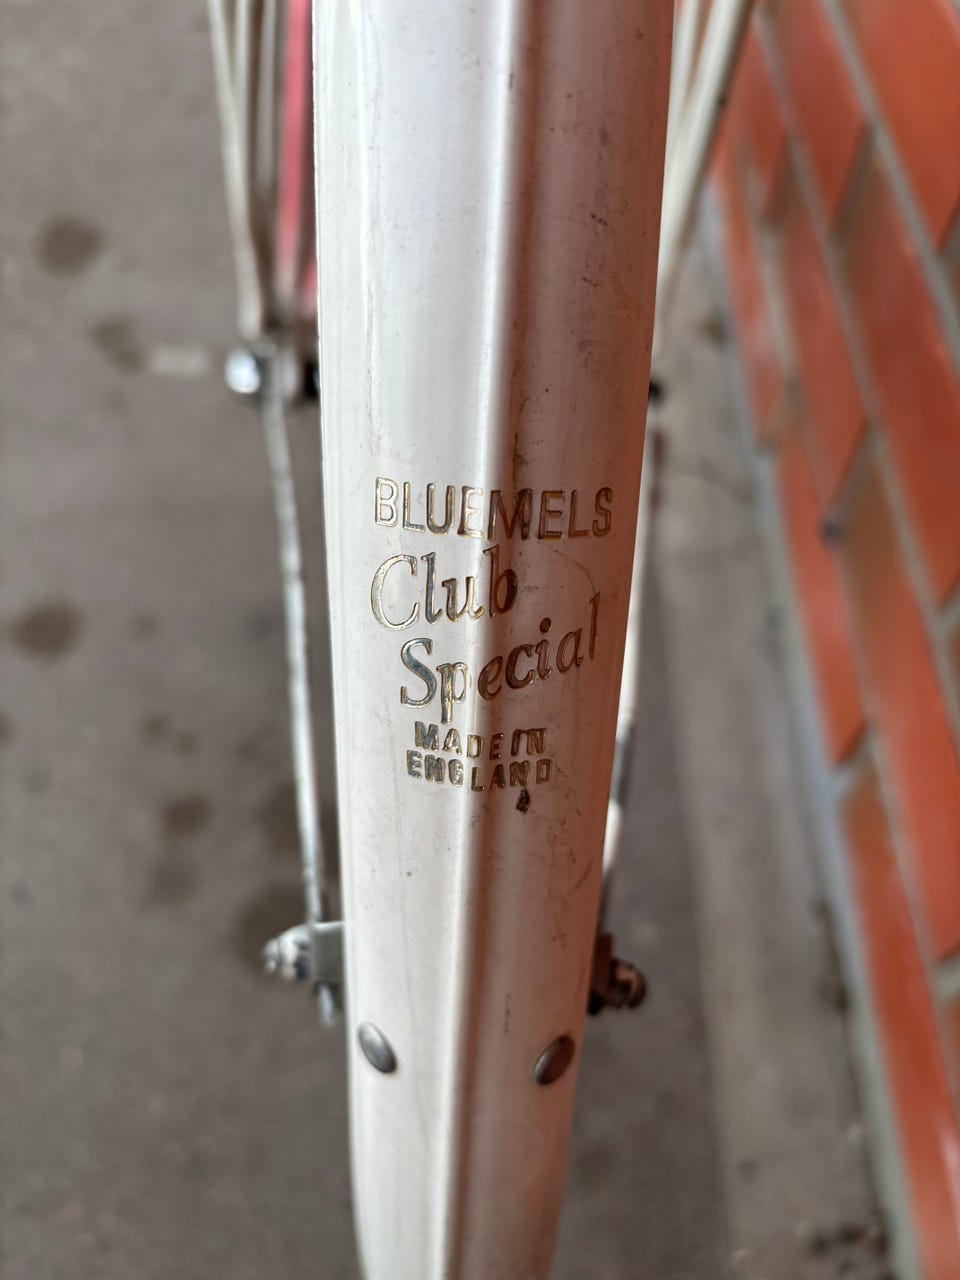 BLUEMELS
Club
Special
MADE IN
ENGLAND